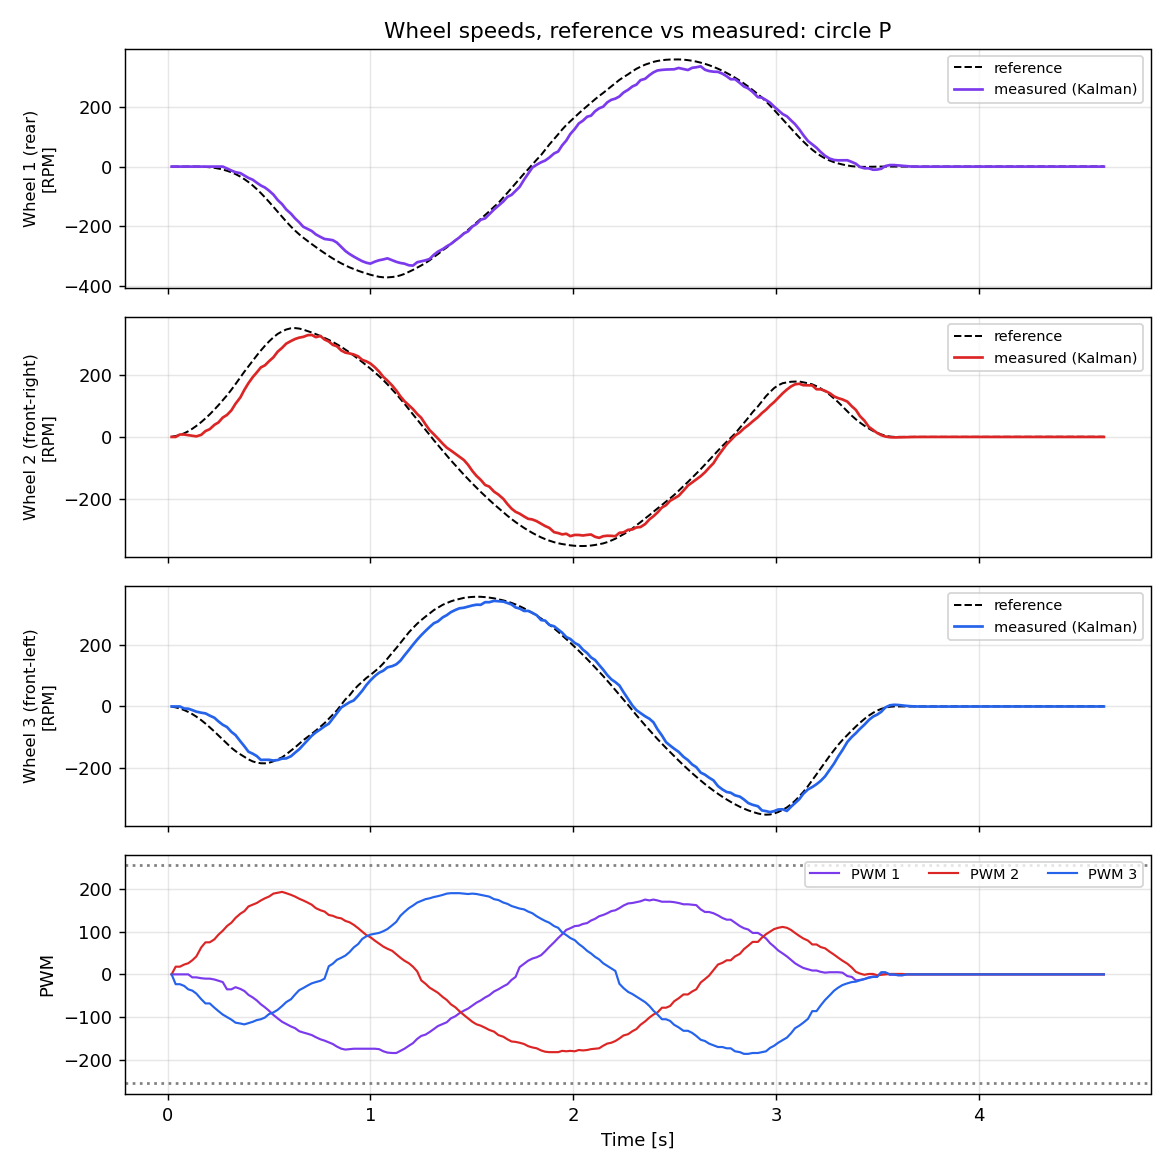 Wheel speeds, reference vs measured: circle P
Wheel 1 (rear)
[RPM]
200
0
−200
−400
reference
measured (Kalman)
Wheel 2 (front-right)
[RPM]
200
0
−200
reference
measured (Kalman)
Wheel 3 (front-left)
[RPM]
200
0
−200
reference
measured (Kalman)
PWM
200
100
0
−100
−200
PWM 1
PWM 2
PWM 3
0
1
2
3
4
Time [s]